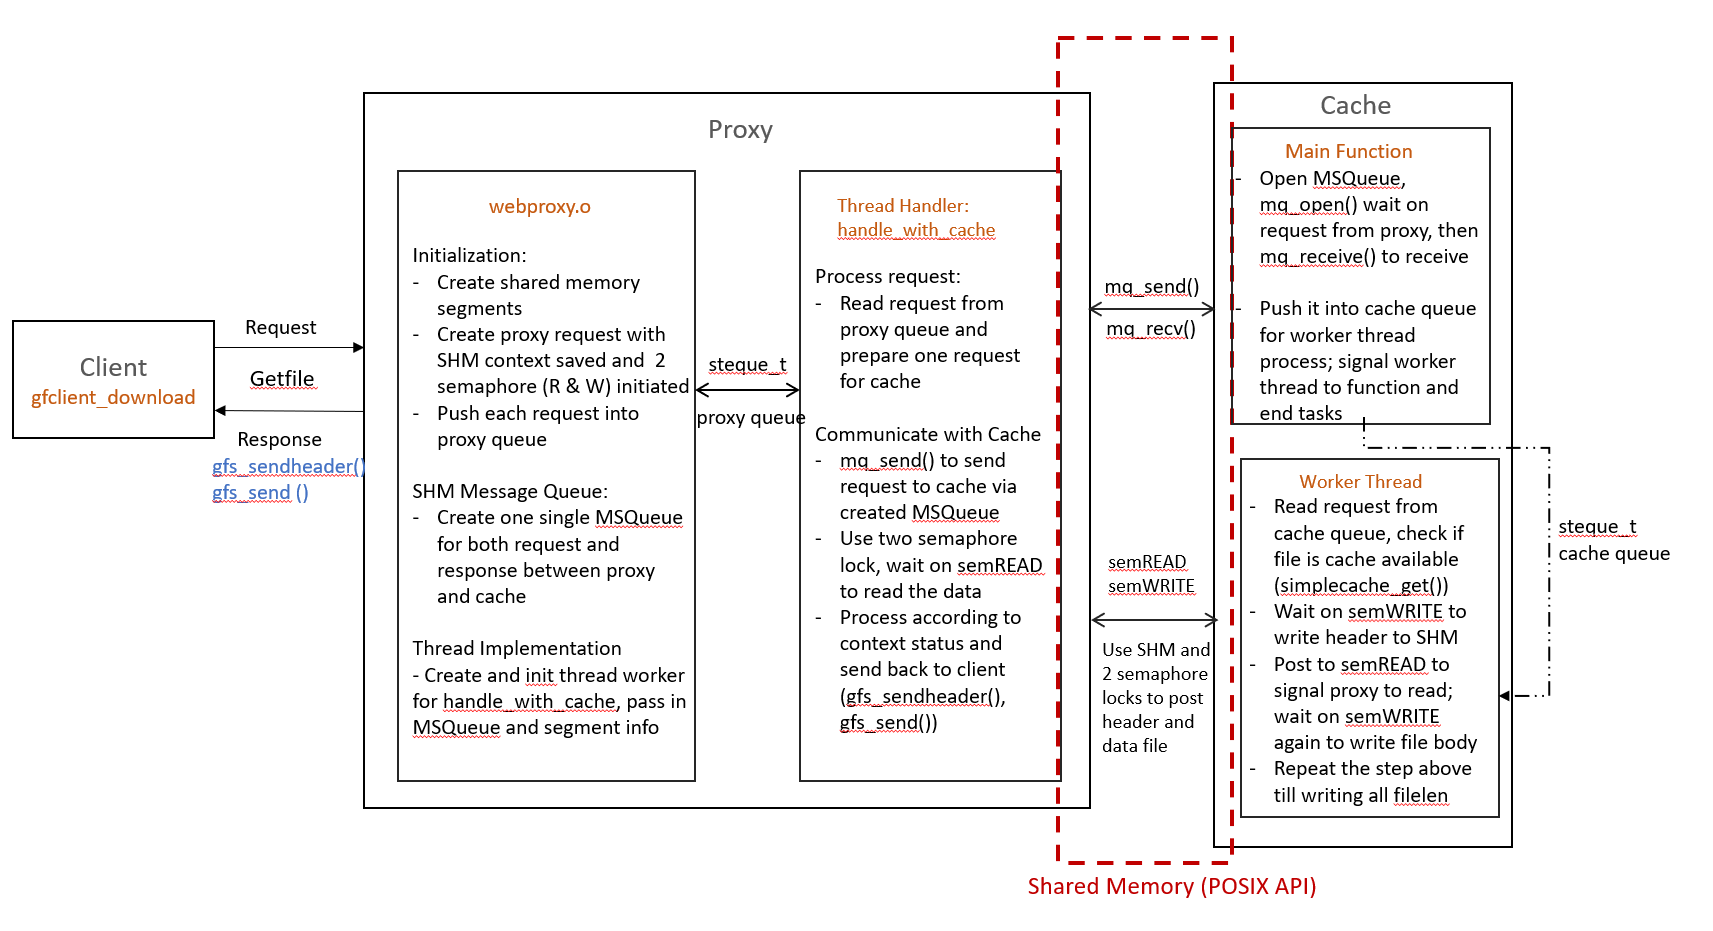 Client
gfclient_download
Request
Getfile
Response
gfs_sendheader()
gfs_send ()
Proxy
webproxy.o
Initialization:
- Create shared memory
segments
- Create proxy request with
SHM context saved and 2
semaphore (R & W) initiated
- Push each request into
proxy queue
SHM Message Queue:
- Create one single MSQueue
for both request and
response between proxy
and cache
Thread Implementation
- Create and init thread worker
for handle_with_cache, pass in
MSQueue and segment info
steque_t
proxy queue
Thread Handler:
handle_with_cache
Process request:
- Read request from
proxy queue and
prepare one request
for cache
Communicate with Cache
- mq_send() to send
request to cache via
created MSQueue
- Use two semaphore
lock, wait on semREAD
to read the data
- Process according to
context status and
send back to client
(gfs_sendheader(),
gfs_send())
mq_send()
mq_recv()
semREAD
semWRITE
Use SHM and
2 semaphore
locks to post
header and
data file
Shared Memory (POSIX API)
Cache
Main Function
- Open MSQueue,
mq_open() wait on
request from proxy, then
mq_receive() to receive
- Push it into cache queue
for worker thread
process; signal worker
thread to function and
end tasks
Worker Thread
- Read request from
cache queue, check if
file is cache available
(simplecache_get())
- Wait on semWRITE to
write header to SHM
- Post to semREAD to
signal proxy to read;
wait on semWRITE
again to write file body
- Repeat the step above
till writing all filelen
steque_t
cache queue